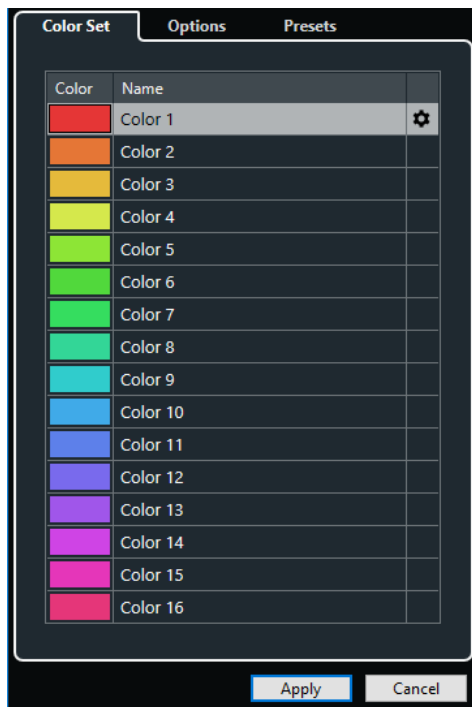 Color Set Options Presets
Color Name
Color 1
Color 2
Color 3
Color 4
Color 5
Color 6
Color 7
Color 8
Color 9
Color 10
Color 11
Color 12
Color 13
Color 14
Color 15
Color 16
Apply Cancel